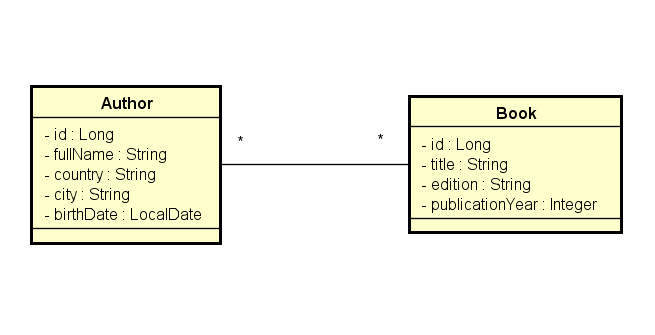 Author
- id : Long
- fullName : String
- country : String
- city : String
- birthDate : LocalDate
*
*
Book
- id : Long
- title : String
- edition : String
- publicationYear : Integer